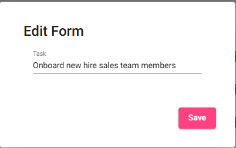 Edit Form
Task
Onboard new hire sales team members
Save